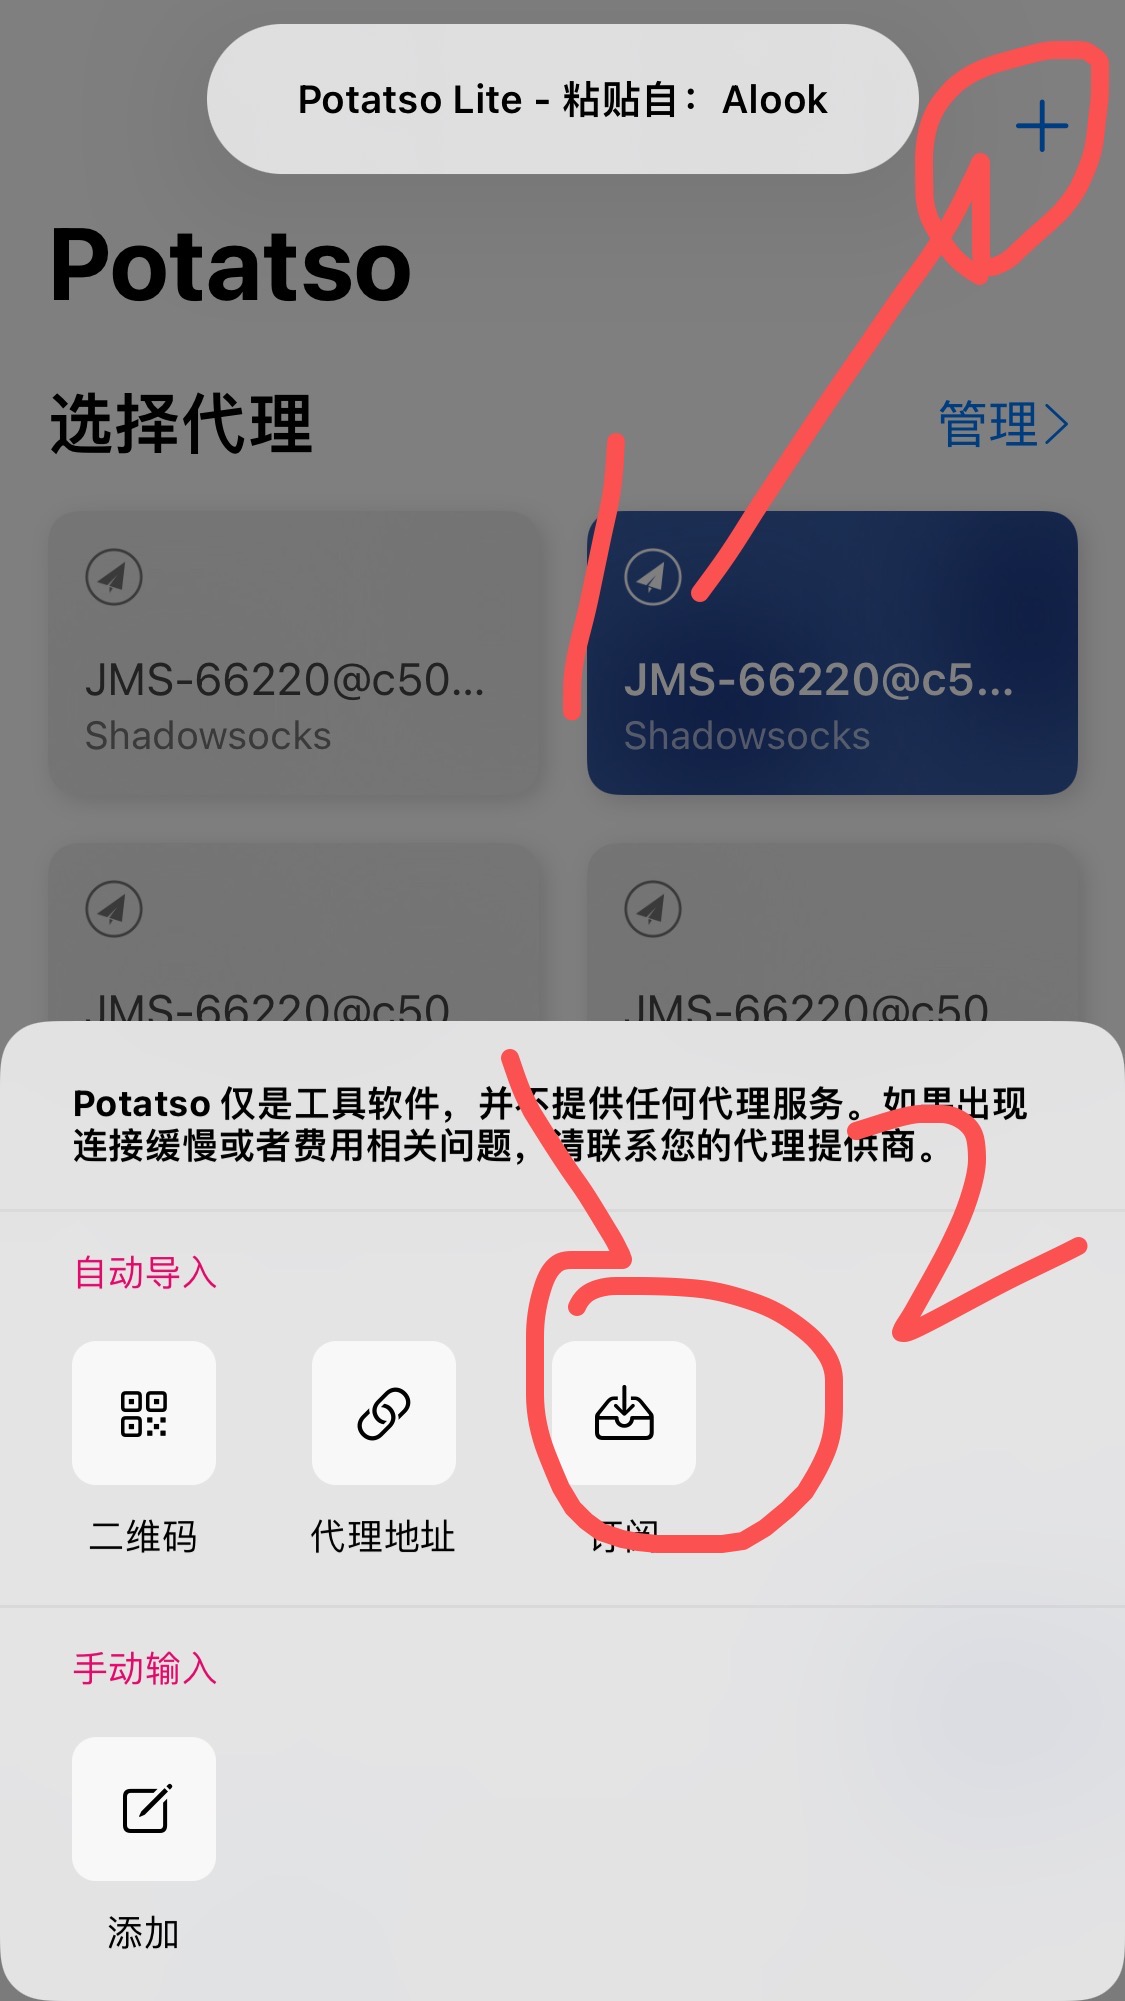 Potatso Lite - 粘贴自：Alook
Potatso
选择代理
管理
JMS-66220@c50...
Shadowsocks
JMS-66220@c5...
Shadowsocks
JMS-66220@c50
JMS-66220@c50
1
Potatso 仅是工具软件，并不提供任何代理服务。如果出现
连接缓慢或者费用相关问题，请联系您的代理提供商。
2
自动导入
二维码
代理地址
订阅
手动输入
添加